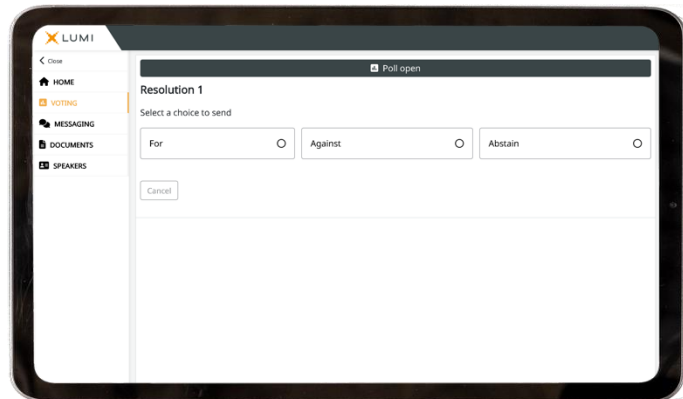 LUMI
Close
HOME
VOTING
MESSAGING
DOCUMENTS
SPEAKERS
Poll open
Resolution 1
Select a choice to send
For
Against
Abstain
Cancel